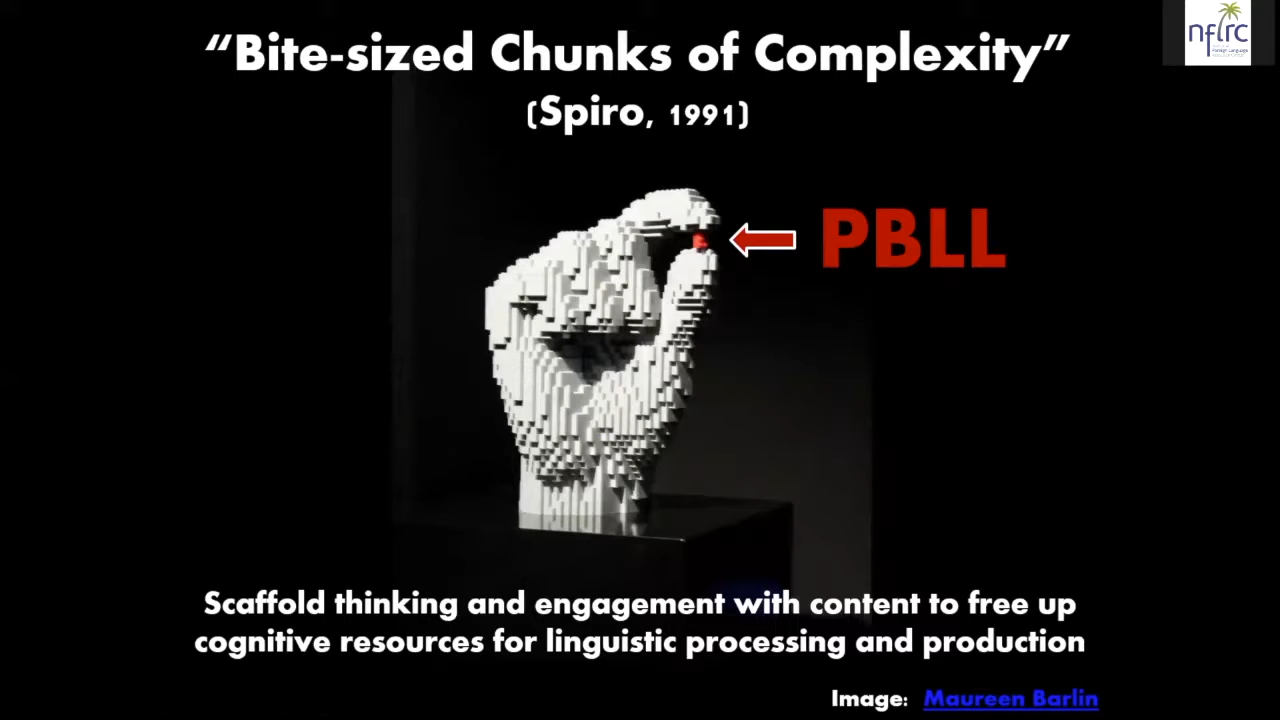 “Bite-sized Chunks of Complexity”
(Spiro, 1991)
nflrc
PBLL
Scaffold thinking and engagement with content to free up
cognitive resources for linguistic processing and production
Image: Maureen Barlin